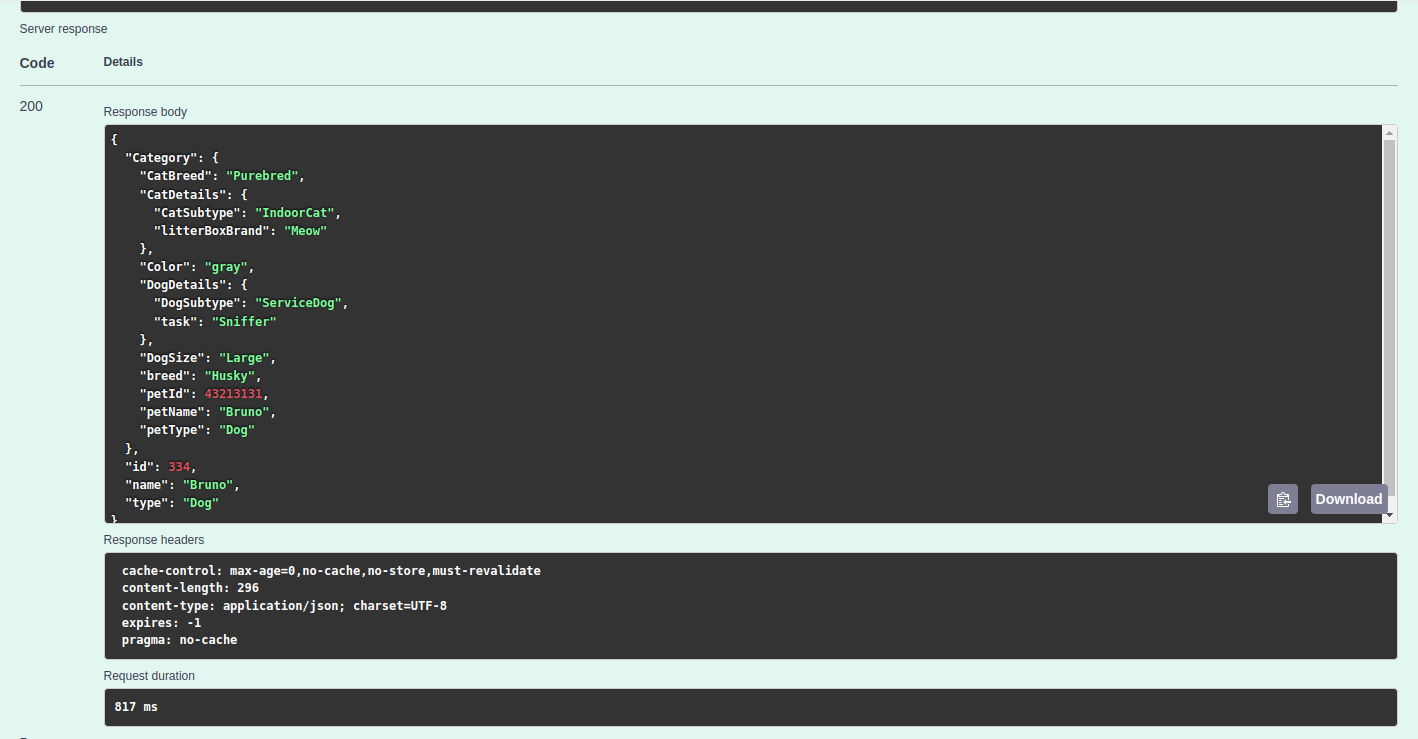 Server response
Code Details
200
Response body
{
  "Category": {
    "CatBreed": "Purebred",
    "CatDetails": {
      "CatSubtype": "IndoorCat",
      "litterBoxBrand": "Meow"
    },
    "Color": "gray",
    "DogDetails": {
      "DogSubtype": "ServiceDog",
      "task": "Sniffer"
    },
    "DogSize": "Large",
    "breed": "Husky",
    "petId": 43213131,
    "petName": "Bruno",
    "petType": "Dog"
  },
  "id": 334,
  "name": "Bruno",
  "type": "Dog"
}
Download
Response headers
cache-control: max-age=0,no-cache,no-store,must-revalidate
content-length: 296
content-type: application/json; charset=UTF-8
expires: -1
pragma: no-cache
Request duration
817 ms